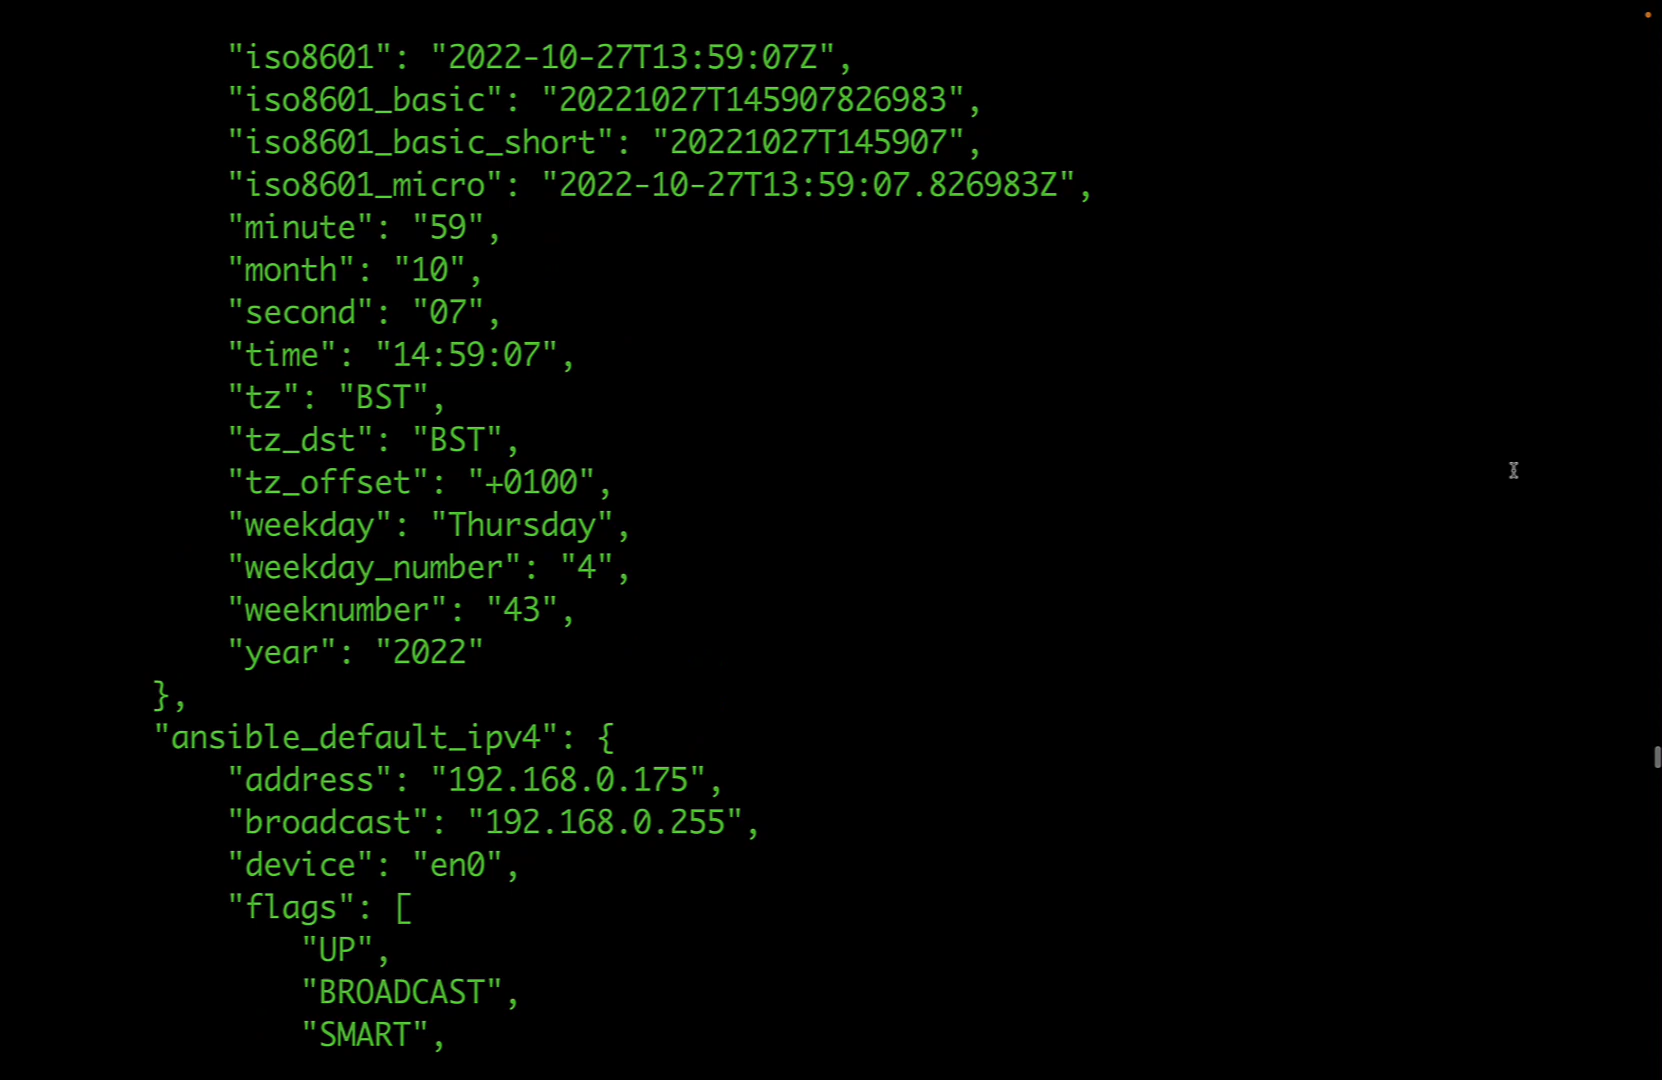 "iso8601": "2022-10-27T13:59:07Z",
"iso8601_basic": "20221027T145907826983",
"iso8601_basic_short": "20221027T145907",
"iso8601_micro": "2022-10-27T13:59:07.826983Z",
"minute": "59",
"month": "10",
"second": "07",
"time": "14:59:07",
"tz": "BST",
"tz_dst": "BST",
"tz_offset": "+0100",
"weekday": "Thursday",
"weekday_number": "4",
"weeknumber": "43",
"year": "2022"
},
"ansible_default_ipv4": {
"address": "192.168.0.175",
"broadcast": "192.168.0.255",
"device": "en0",
"flags": [
"UP",
"BROADCAST",
"SMART",